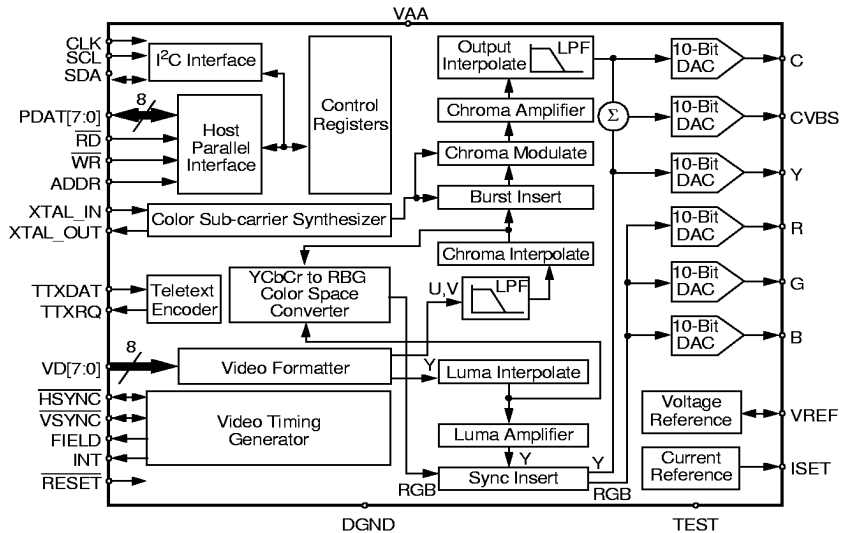 VAA
CLK
SCL
SDA
I²C Interface
8
PDAT[7:0]
RD
WR
ADDR
Host
Parallel
Interface
Control
Registers
XTAL_IN
XTAL_OUT
Color Sub-carrier Synthesizer
TTXDAT
TTXRQ
Teletext
Encoder
YCbCr to RBG
Color Space
Converter
8
VD[7:0]
Video Formatter
HSYNC
VSYNC
FIELD
INT
RESET
Video Timing
Generator
Output
Interpolate
LPF
Chroma Amplifier
Chroma Modulate
Burst Insert
Chroma Interpolate
U,V
LPF
Y
Luma Interpolate
Luma Amplifier
Y
Sync Insert
RGB
Y
RGB
Σ
10-Bit
DAC
C
10-Bit
DAC
CVBS
10-Bit
DAC
Y
10-Bit
DAC
R
10-Bit
DAC
G
10-Bit
DAC
B
Voltage
Reference
VREF
Current
Reference
ISET
DGND
TEST